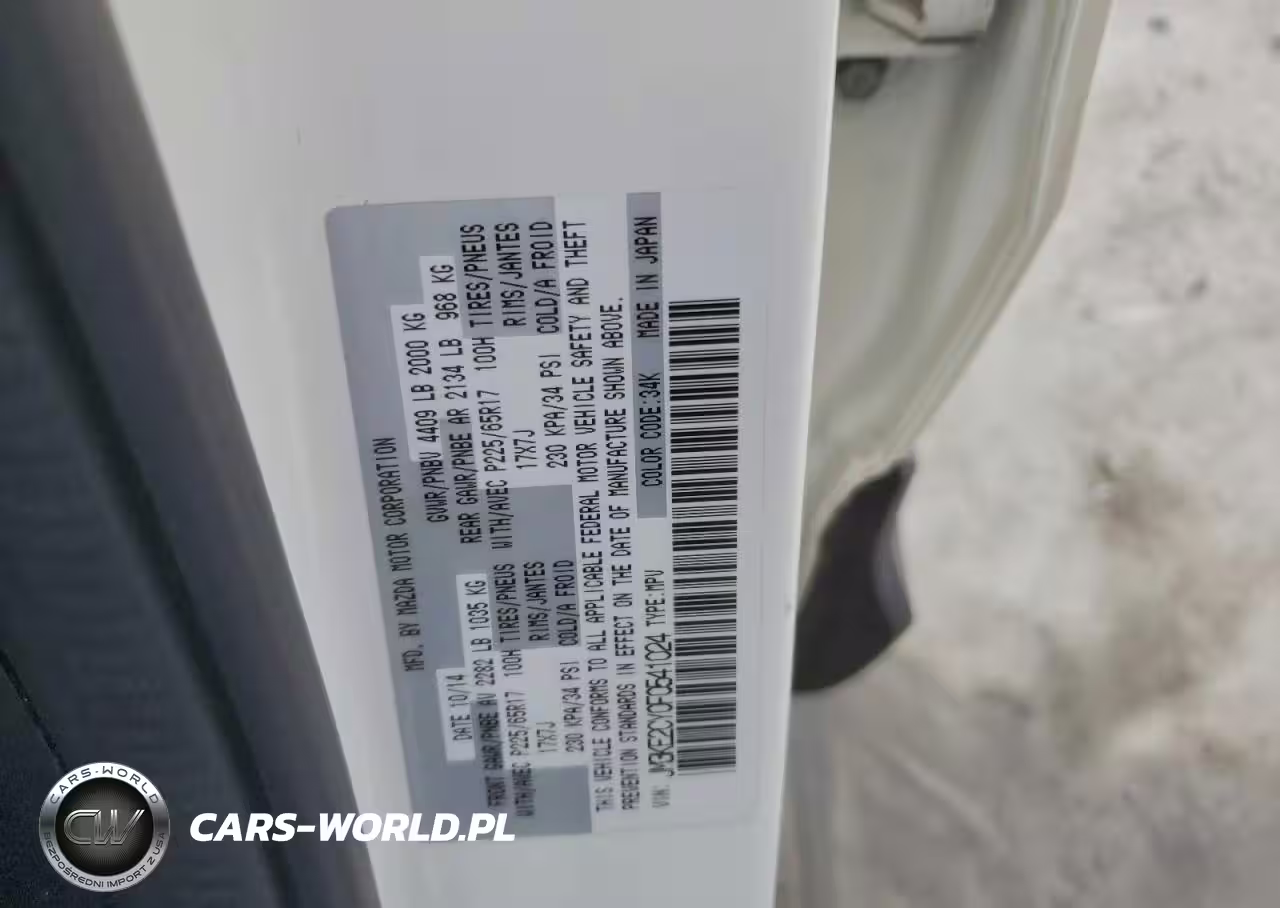 MFD. BY MAZDA MOTOR CORPORATION
DATE 10/14 GVWR/PNBV 4409 LB 2000 KG
FRONT GAWR/PNBE AV 2282 LB 1035 KG REAR GAWR/PNBE AR 2134 LB 968 KG
WITH/AVEC P225/65R17 100H TIRES/PNEUS WITH/AVEC P225/65R17 100H TIRES/PNEUS
17X7J RIMS/JANTES 17X7J RIMS/JANTES
230 KPA/34 PSI COLD/A FROID 230 KPA/34 PSI COLD/A FROID
THIS VEHICLE CONFORMS TO ALL APPLICABLE FEDERAL MOTOR VEHICLE SAFETY AND THEFT
PREVENTION STANDARDS IN EFFECT ON THE DATE OF MANUFACTURE SHOWN ABOVE.
VIN: JM3KE2CY0F0541024 TYPE:MPV COLOR CODE:34K MADE IN JAPAN
CARS-WORLD
CW
BEZPOŚREDNI IMPORT Z USA
CARS-WORLD.PL